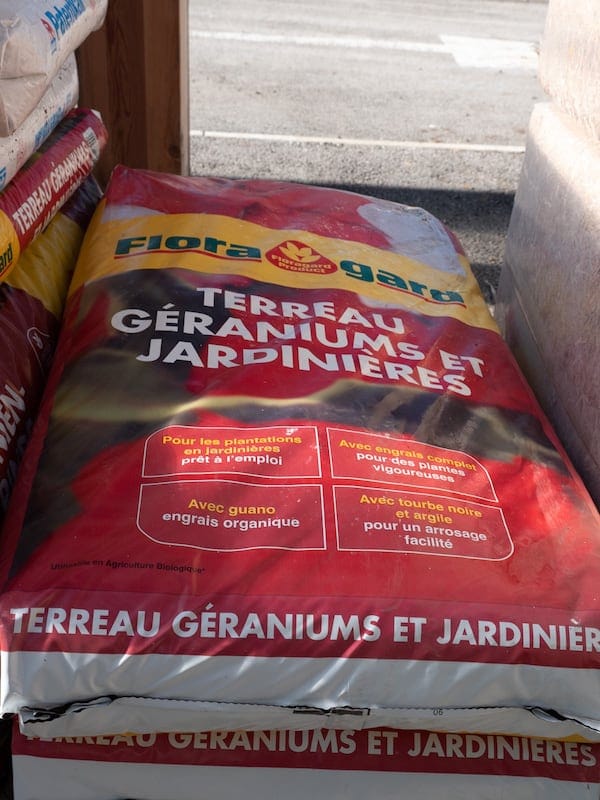 Patentkali
TERREAU GÉRANIUMS
Flora gard
Floragard
Product
TERREAU
GÉRANIUMS ET
JARDINIÈRES
Pour les plantations
en jardinières
prêt à l'emploi
Avec engrais complet
pour des plantes
vigoureuses
Avec guano
engrais organique
Avec tourbe noire
et argile
pour un arrosage
facilité
Utilisable en Agriculture Biologique*
TERREAU GÉRANIUMS ET JARDINIÈR
06
TERREAU GÉRANIUMS ET JARDINIÈRES